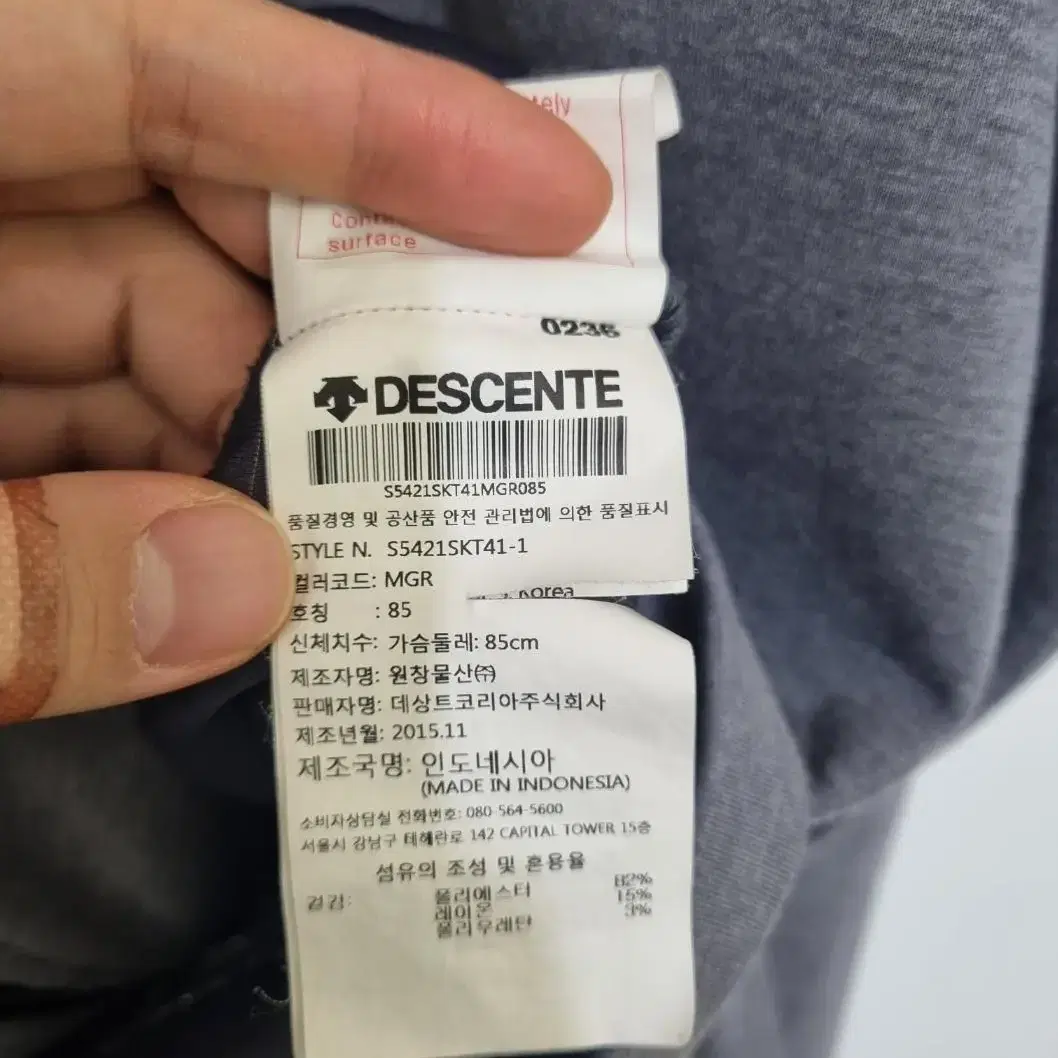 tely
surface
0236
DESCENTE
S5421SKT41MGR085
품질경영 및 공산품 안전 관리법에 의한 품질표시
STYLE N. S5421SKT41-1
컬러코드: MGR
Korea
호칭 : 85
신체치수: 가슴둘레: 85cm
제조자명: 원창물산㈜
판매자명: 데상트코리아주식회사
제조년월: 2015.11
제조국명: 인도네시아
(MADE IN INDONESIA)
소비자상담실 전화번호: 080-564-5600
서울시 강남구 테헤란로 142 CAPITAL TOWER 15층
섬유의 조성 및 혼용율
겉감: 폴리에스터 82%
레이온 15%
폴리우레탄 3%